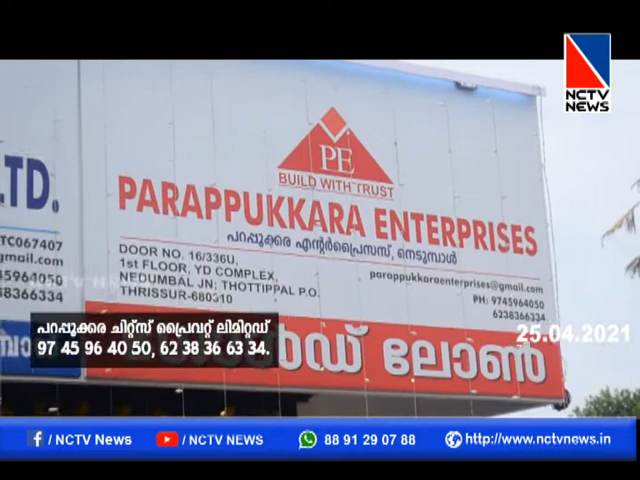 NCTV
NEWS
LTD.
PE
BUILD WITH TRUST
PARAPPUKKARA ENTERPRISES
പറപ്പൂക്കര എന്റർപ്രൈസസ്, നെടുമ്പാൾ
DOOR NO. 16/336U,
1st FLOOR, YD COMPLEX,
NEDUMBAL JN; THOTTIPPAL P.O.
THRISSUR-680310
parappukkaraenterprises@gmail.com
PH: 9745964050
6238366334
TC067407
il.com
45964050
38366334
പറപ്പൂക്കര ചിറ്റ്സ് പ്രൈവറ്റ് ലിമിറ്റഡ്
97 45 96 40 50, 62 38 36 63 34.
ലോൺ
25.04.2021
/ NCTV News
/ NCTV NEWS
88 91 29 07 88
http://www.nctvnews.in